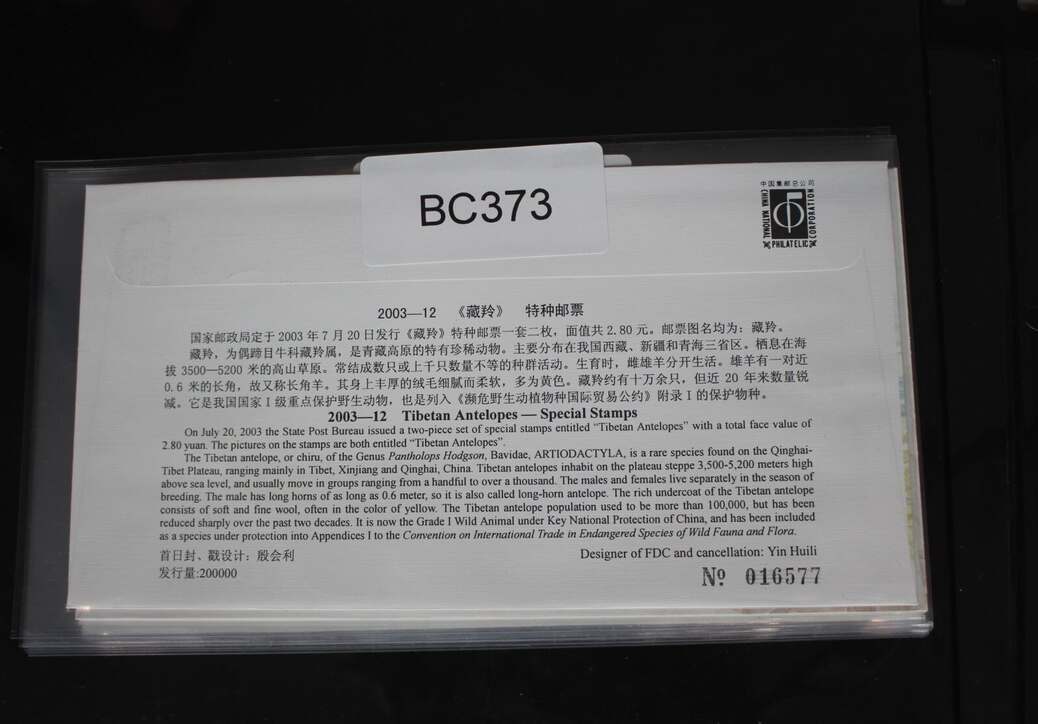 BC373
中国集邮总公司
CHINA NATIONAL
PHILATELIC
CORPORATION
2003—12 《藏羚》 特种邮票
国家邮政局定于 2003 年 7 月 20 日发行《藏羚》特种邮票一套二枚，面值共 2.80 元。邮票图名均为：藏羚。
藏羚，为偶蹄目牛科藏羚属，是青藏高原的特有珍稀动物。主要分布在我国西藏、新疆和青海三省区。栖息在海
拔 3500—5200 米的高山草原。常结成数只或上千只数量不等的种群活动。生育时，雌雄羊分开生活。雄羊有一对近
0.6 米的长角，故又称长角羊。其身上丰厚的绒毛细腻而柔软，多为黄色。藏羚约有十万余只，但近 20 年来数量锐
减。它是我国国家 I 级重点保护野生动物，也是列入《濒危野生动植物种国际贸易公约》附录 I 的保护物种。
2003—12 Tibetan Antelopes — Special Stamps
On July 20, 2003 the State Post Bureau issued a two-piece set of special stamps entitled "Tibetan Antelopes" with a total face value of
2.80 yuan. The pictures on the stamps are both entitled "Tibetan Antelopes".
The Tibetan antelope, or chiru, of the Genus Pantholops Hodgson, Bavidae, ARTIODACTYLA, is a rare species found on the Qinghai-
Tibet Plateau, ranging mainly in Tibet, Xinjiang and Qinghai, China. Tibetan antelopes inhabit on the plateau steppe 3,500-5,200 meters high
above sea level, and usually move in groups ranging from a handful to over a thousand. The males and females live separately in the season of
breeding. The male has long horns of as long as 0.6 meter, so it is also called long-horn antelope. The rich undercoat of the Tibetan antelope
consists of soft and fine wool, often in the color of yellow. The Tibetan antelope population used to be more than 100,000, but has been
reduced sharply over the past two decades. It is now the Grade I Wild Animal under Key National Protection of China, and has been included
as a species under protection into Appendices I to the Convention on International Trade in Endangered Species of Wild Fauna and Flora.
首日封、戳设计：殷会利
Designer of FDC and cancellation: Yin Huili
发行量:200000
№ 016577